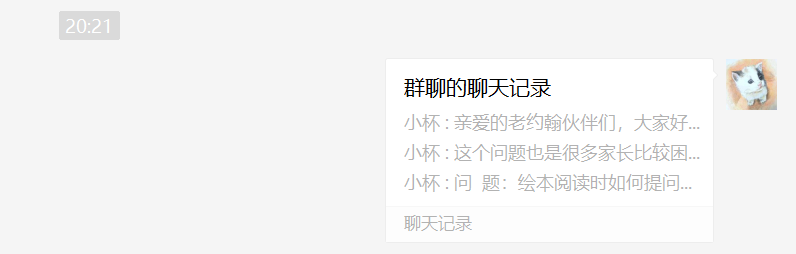 20:21
群聊的聊天记录
小杯 : 亲爱的老约翰伙伴们，大家好...
小杯 : 这个问题也是很多家长比较困...
小杯 : 问  题：绘本阅读时如何提问...
聊天记录